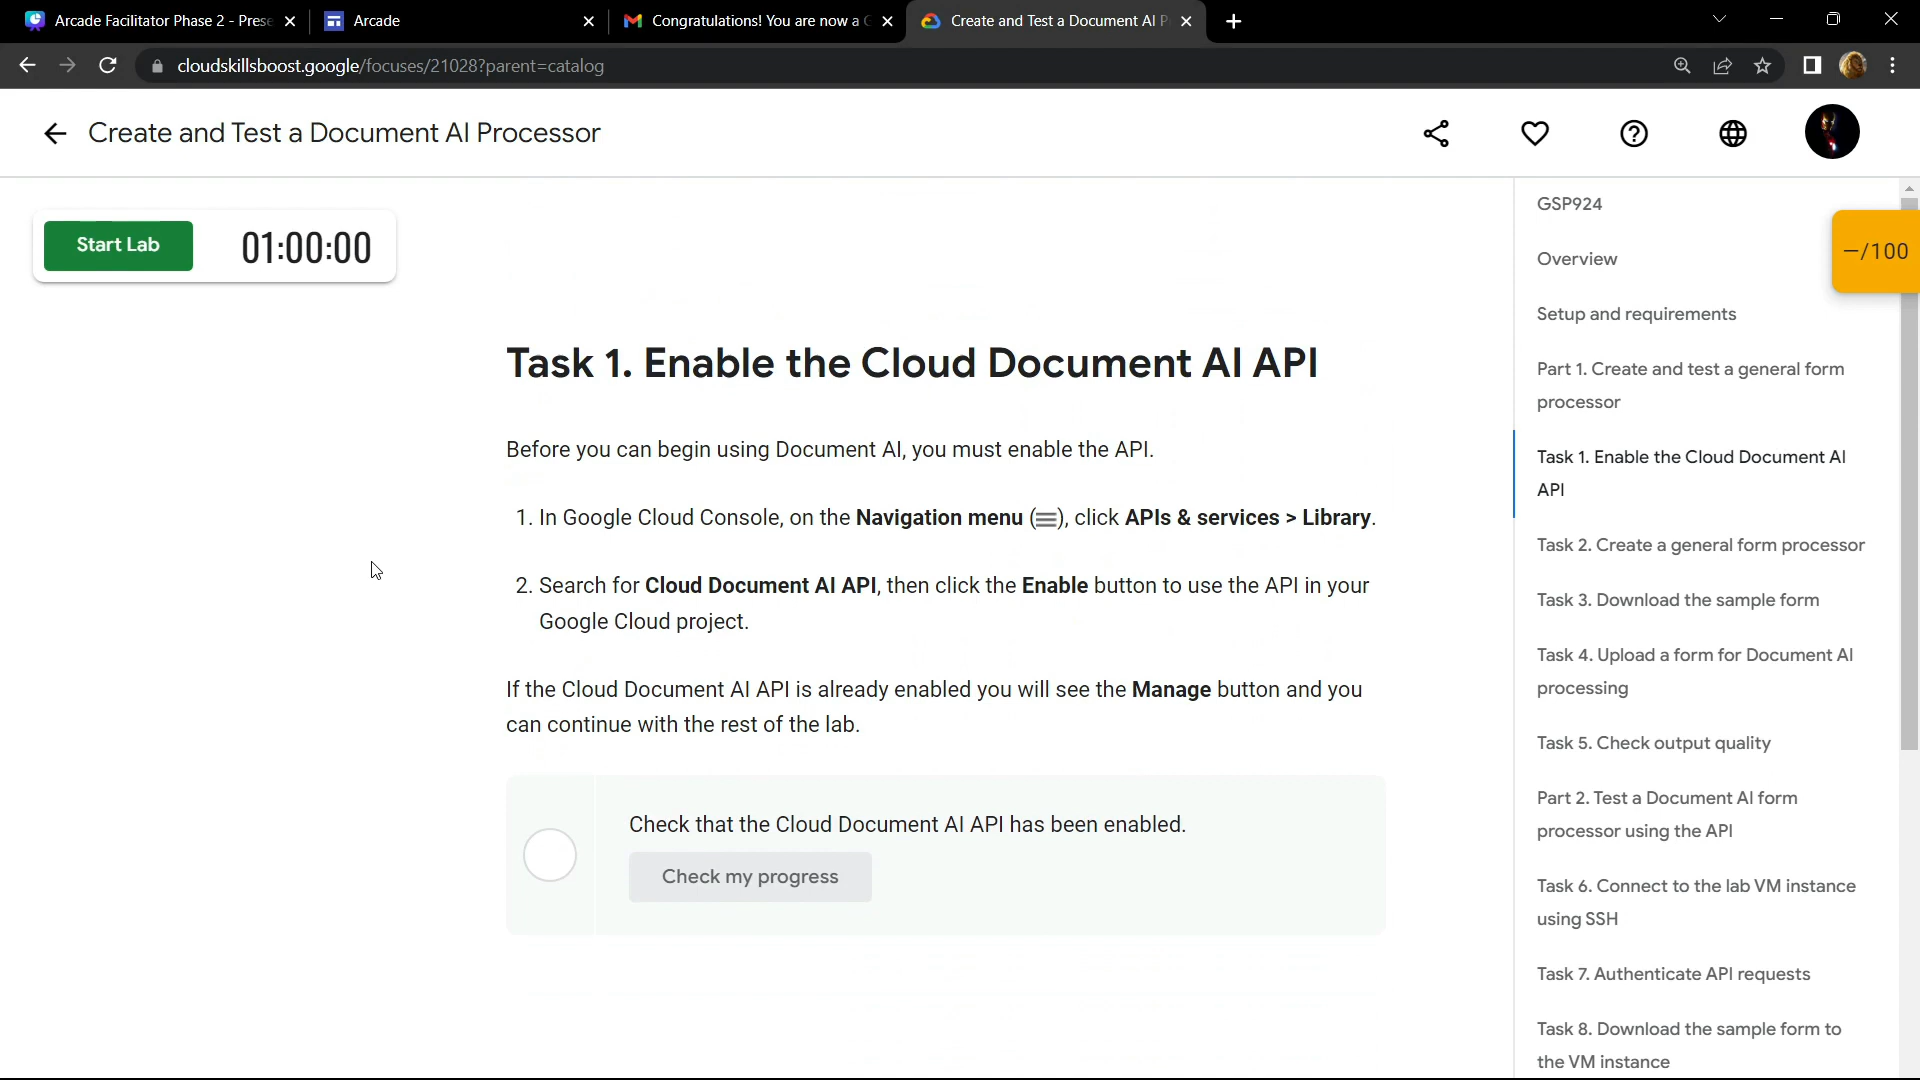 Arcade Facilitator Phase 2 - Prese
Arcade
Congratulations! You are now a G
Create and Test a Document AI P
cloudskillsboost.google/focuses/21028?parent=catalog
Create and Test a Document AI Processor
Start Lab
01:00:00
Task 1. Enable the Cloud Document AI API
Before you can begin using Document AI, you must enable the API.
1. In Google Cloud Console, on the Navigation menu (), click APIs & services > Library.
2. Search for Cloud Document AI API, then click the Enable button to use the API in your
Google Cloud project.
If the Cloud Document AI API is already enabled you will see the Manage button and you
can continue with the rest of the lab.
Check that the Cloud Document AI API has been enabled.
Check my progress
GSP924
–/100
Overview
Setup and requirements
Part 1. Create and test a general form
processor
Task 1. Enable the Cloud Document AI
API
Task 2. Create a general form processor
Task 3. Download the sample form
Task 4. Upload a form for Document AI
processing
Task 5. Check output quality
Part 2. Test a Document AI form
processor using the API
Task 6. Connect to the lab VM instance
using SSH
Task 7. Authenticate API requests
Task 8. Download the sample form to
the VM instance